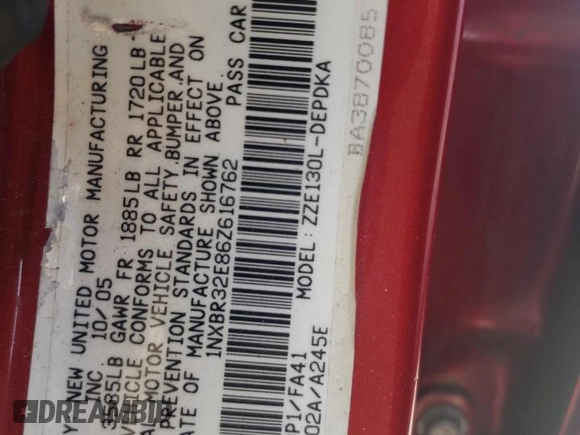 Y NEW UNITED MOTOR MANUFACTURING
INC. 10/05
3585LB GAWR FR 1885LB RR 1720LB
VEHICLE CONFORMS TO ALL APPLICABLE
MOTOR VEHICLE SAFETY,BUMPER,AND
PREVENTION STANDARDS IN EFFECT ON
ATE OF MANUFACTURE SHOWN ABOVE
1NXBR32E86Z616762 PASS CAR
MODEL:ZZE130L-DEPDKA
P1/FA41
02A/A245E
BA3870085
DREAMBID